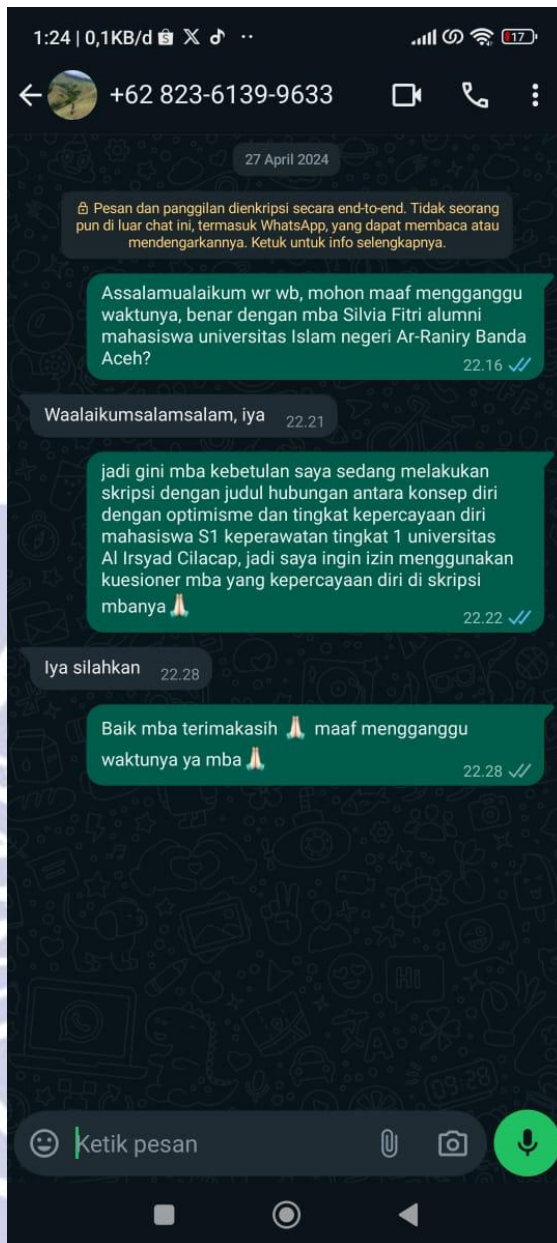 1:24 | 0,1KB/d
17
+62 823-6139-9633
27 April 2024
Pesan dan panggilan dienkripsi secara end-to-end. Tidak seorang
pun di luar chat ini, termasuk WhatsApp, yang dapat membaca atau
mendengarkannya. Ketuk untuk info selengkapnya.
Assalamualaikum wr wb, mohon maaf mengganggu
waktunya, benar dengan mba Silvia Fitri alumni
mahasiswa universitas Islam negeri Ar-Raniry Banda
Aceh?
22.16
Waalaikumsalamsalam, iya 22.21
jadi gini mba kebetulan saya sedang melakukan
skripsi dengan judul hubungan antara konsep diri
dengan optimisme dan tingkat kepercayaan diri
mahasiswa S1 keperawatan tingkat 1 universitas
Al Irsyad Cilacap, jadi saya ingin izin menggunakan
kuesioner mba yang kepercayaan diri di skripsi
mbanya 🙏🏻
22.22
Iya silahkan 22.28
Baik mba terimakasih 🙏🏻 maaf mengganggu
waktunya ya mba 🙏🏻
22.28
Ketik pesan